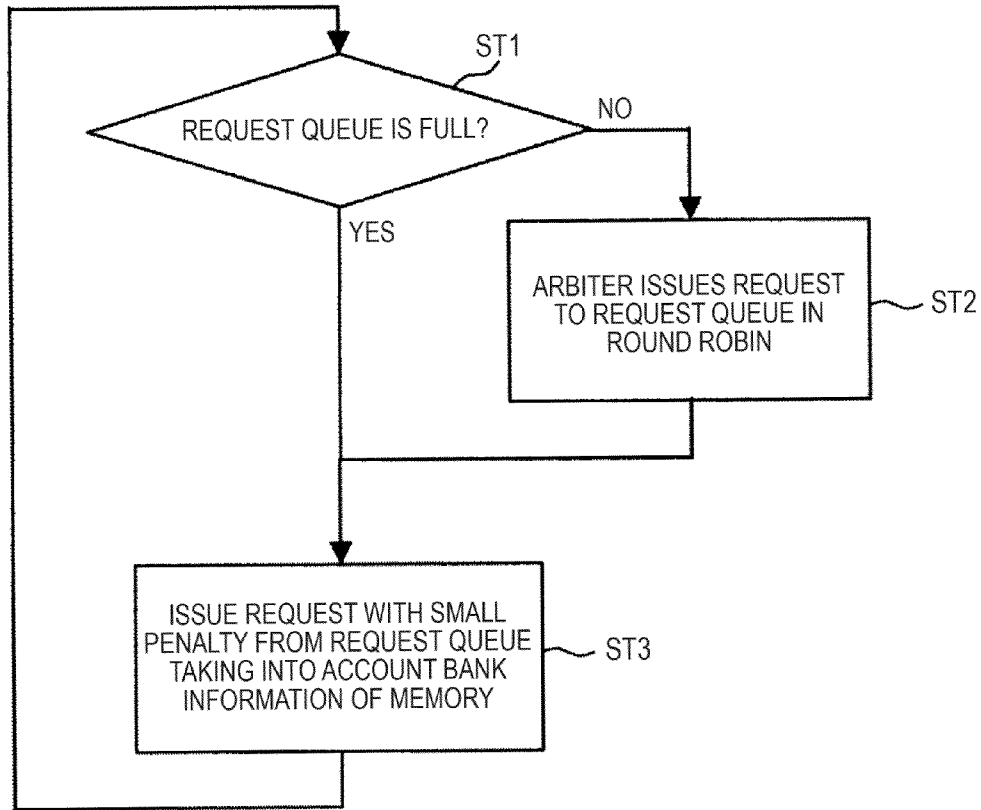 ST1
REQUEST QUEUE IS FULL?
NO
YES
ARBITER ISSUES REQUEST
TO REQUEST QUEUE IN
ROUND ROBIN
ST2
ISSUE REQUEST WITH SMALL
PENALTY FROM REQUEST QUEUE
TAKING INTO ACCOUNT BANK
INFORMATION OF MEMORY
ST3